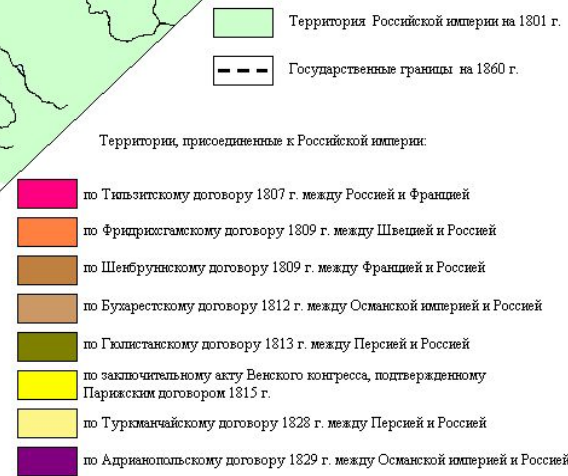 Территория Российской империи на 1801 г.
Государственные границы на 1860 г.
Территории, присоединенные к Российской империи:
по Тильзитскому договору 1807 г. между Россией и Францией
по Фридрихсгамскому договору 1809 г. между Швецией и Россией
по Шенбруннскому договору 1809 г. между Францией и Россией
по Бухарестскому договору 1812 г. между Османской империей и Россией
по Гюлистанскому договору 1813 г. между Персией и Россией
по заключительному акту Венского конгресса, подтвержденному
Парижским договором 1815 г.
по Туркманчайскому договору 1828 г. между Персией и Россией
по Адрианопольскому договору 1829 г. между Османской империей и Россией